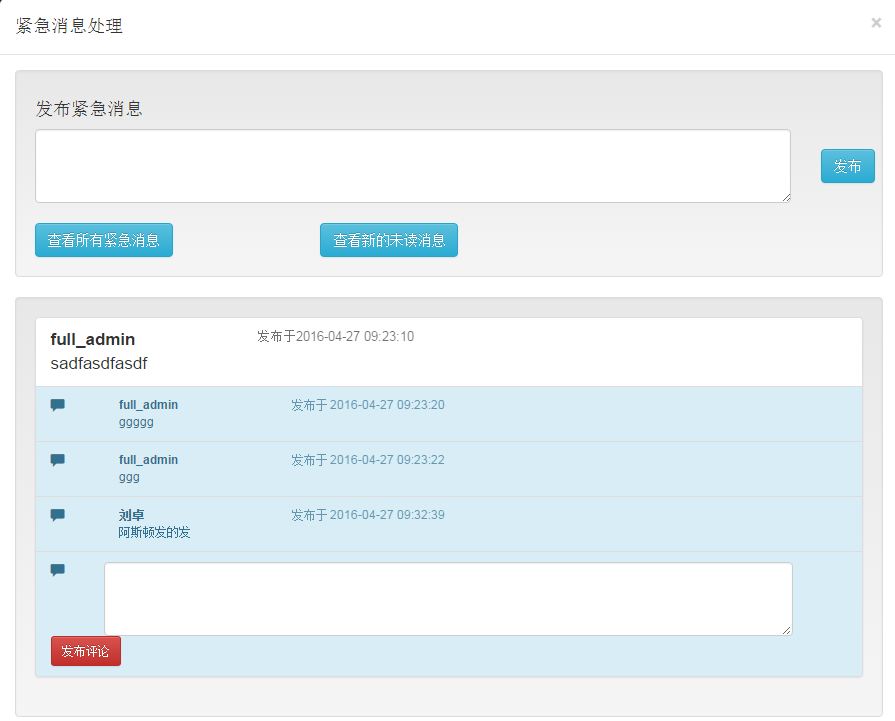 紧急消息处理 ×
发布紧急消息
发布
查看所有紧急消息 查看新的未读消息
full_admin 发布于2016-04-27 09:23:10
sadfasdfasdf
full_admin 发布于 2016-04-27 09:23:20
ggggg
full_admin 发布于 2016-04-27 09:23:22
ggg
刘卓 发布于 2016-04-27 09:32:39
阿斯顿发的发
发布评论